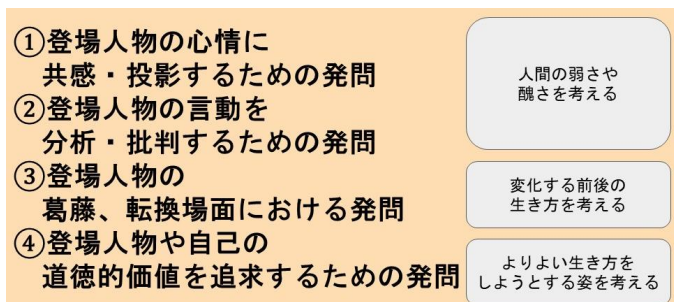 ①登場人物の心情に
共感・投影するための発問
②登場人物の言動を
分析・批判するための発問
③登場人物の
葛藤、転換場面における発問
④登場人物や自己の
道徳的価値を追求するための発問
人間の弱さや
醜さを考える
変化する前後の
生き方を考える
よりよい生き方を
しようとする姿を考える